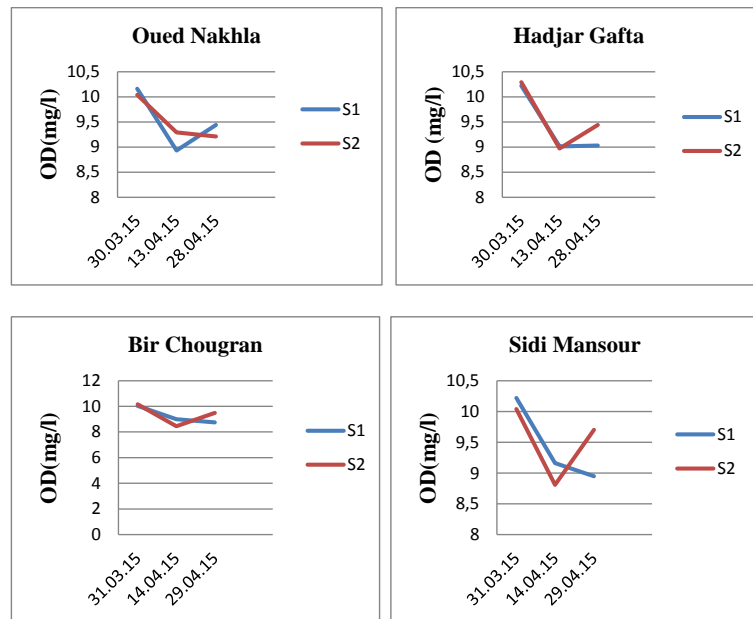 Oued Nakhla
OD(mg/l)
10,5
10
9,5
9
8,5
8
30.03.15
13.04.15
28.04.15
S1
S2
Hadjar Gafta
OD (mg/l)
10,5
10
9,5
9
8,5
8
30.03.15
13.04.15
28.04.15
S1
S2
Bir Chougran
OD(mg/l)
12
10
8
6
4
2
0
31.03.15
14.04.15
29.04.15
S1
S2
Sidi Mansour
OD(mg/l)
10,5
10
9,5
9
8,5
8
31.03.15
14.04.15
29.04.15
S1
S2